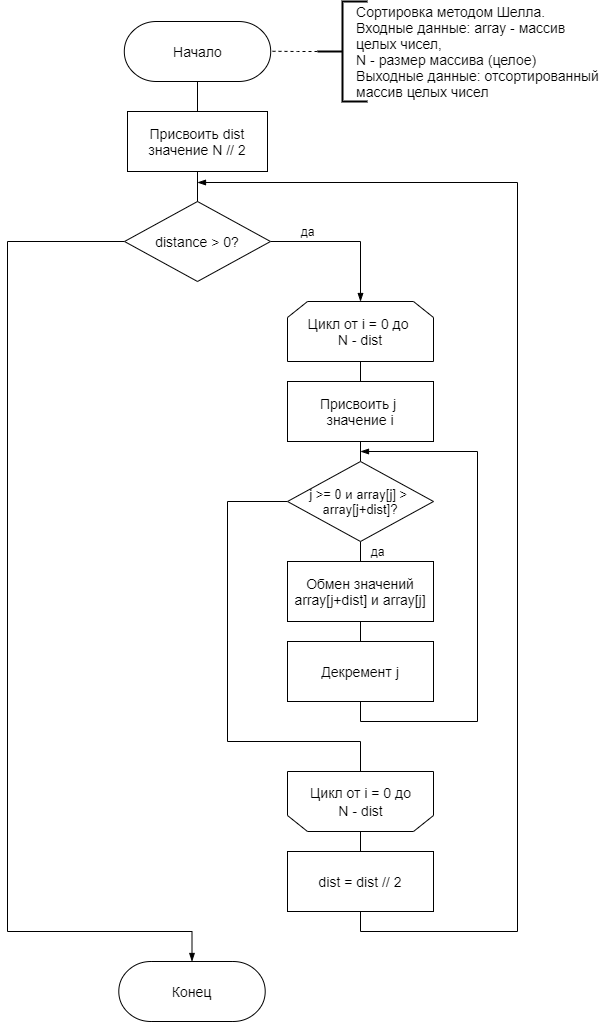 Сортировка методом Шелла.
Входные данные: array - массив
целых чисел,
N - размер массива (целое)
Выходные данные: отсортированный
массив целых чисел
Начало
Присвоить dist
значение N // 2
distance > 0?
да
Цикл от i = 0 до
N - dist
Присвоить j
значение i
j >= 0 и array[j] >
array[j+dist]?
да
Обмен значений
array[j+dist] и array[j]
Декремент j
Цикл от i = 0 до
N - dist
dist = dist // 2
Конец